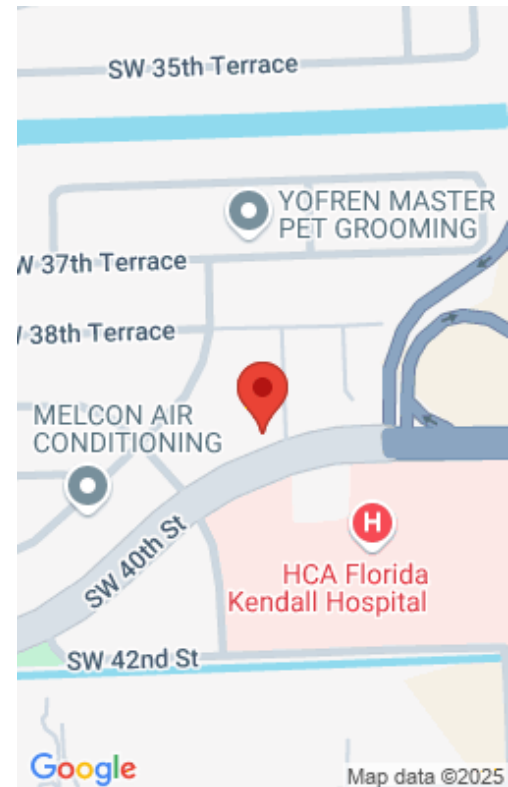 SW 35th Terrace
YOFREN MASTER
PET GROOMING
W 37th Terrace
38th Terrace
MELCON AIR
CONDITIONING
SW 40th St
H
HCA Florida
Kendall Hospital
SW 42nd St
Google
Map data ©2025